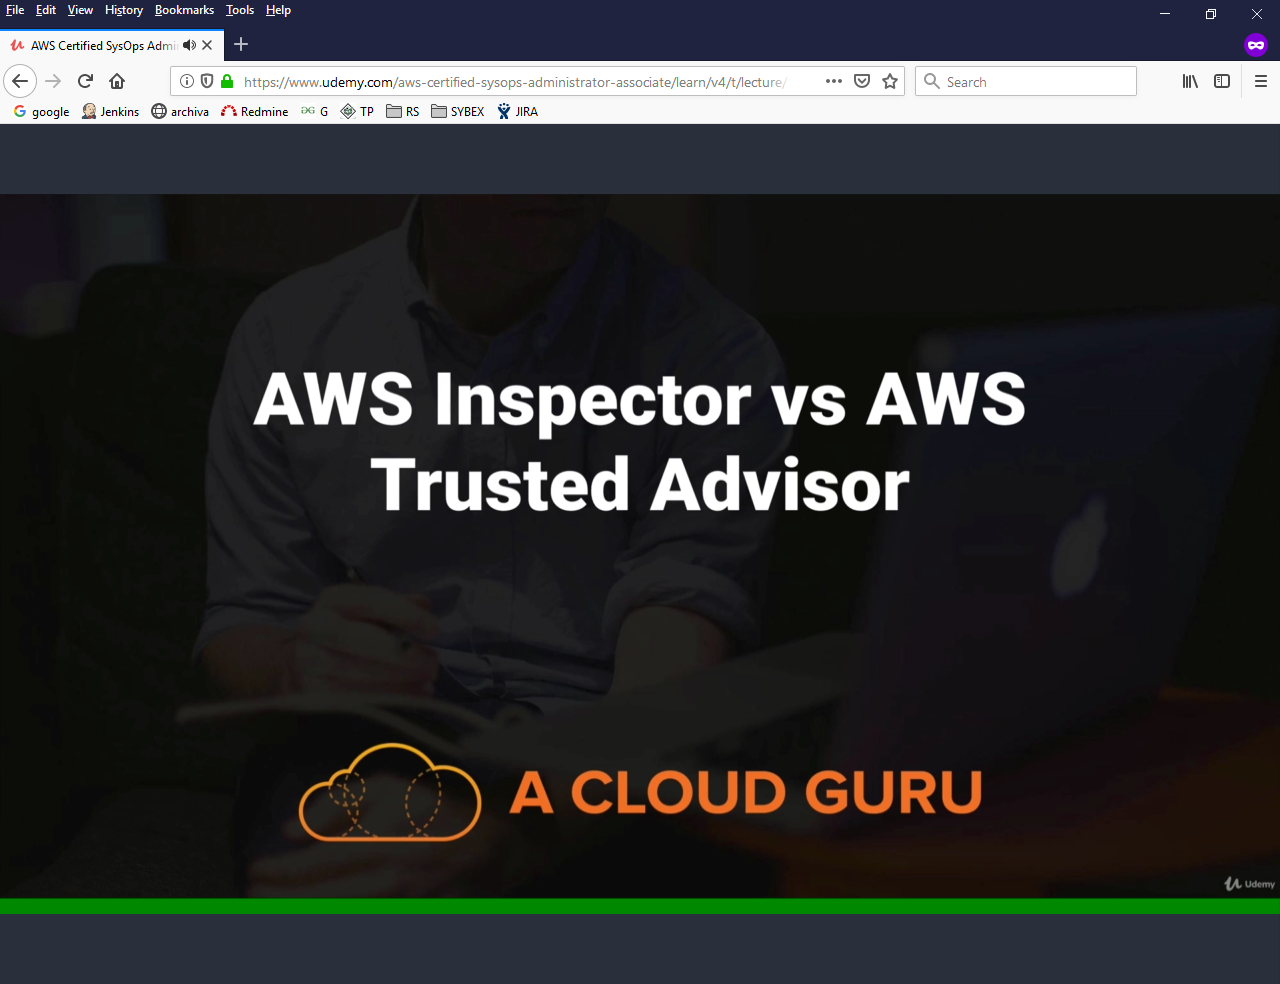 File Edit View History Bookmarks Tools Help
AWS Certified SysOps Admi
https://www.udemy.com/aws-certified-sysops-administrator-associate/learn/v4/t/lecture/
Search
google Jenkins archiva Redmine G TP RS SYBEX JIRA
AWS Inspector vs AWS
Trusted Advisor
A CLOUD GURU
Udemy